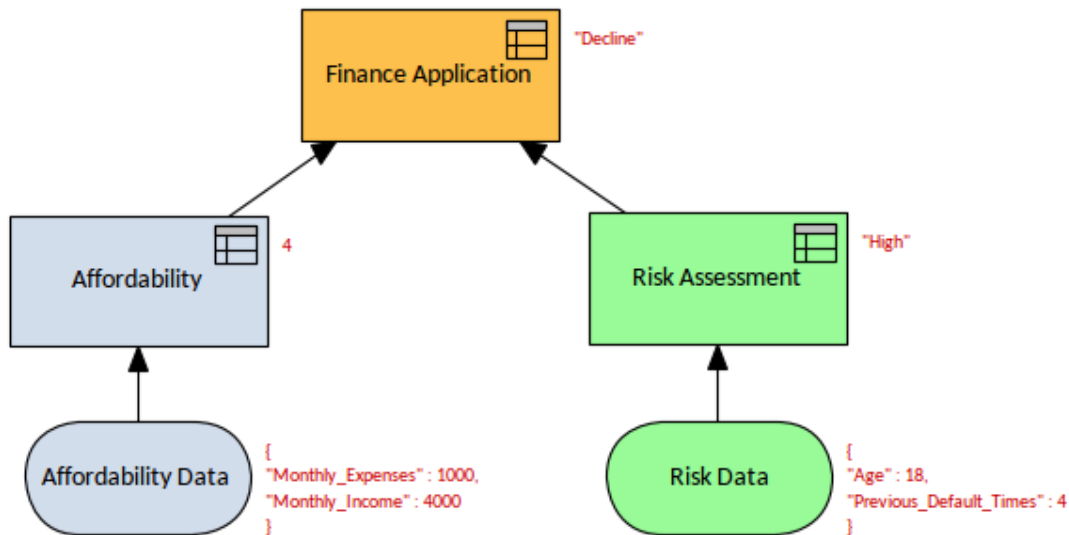 "Decline"
Finance Application
4
"High"
Affordability
Risk Assessment
Affordability Data
{
"Monthly_Expenses" : 1000,
"Monthly_Income" : 4000
}
Risk Data
{
"Age" : 18,
"Previous_Default_Times" : 4
}